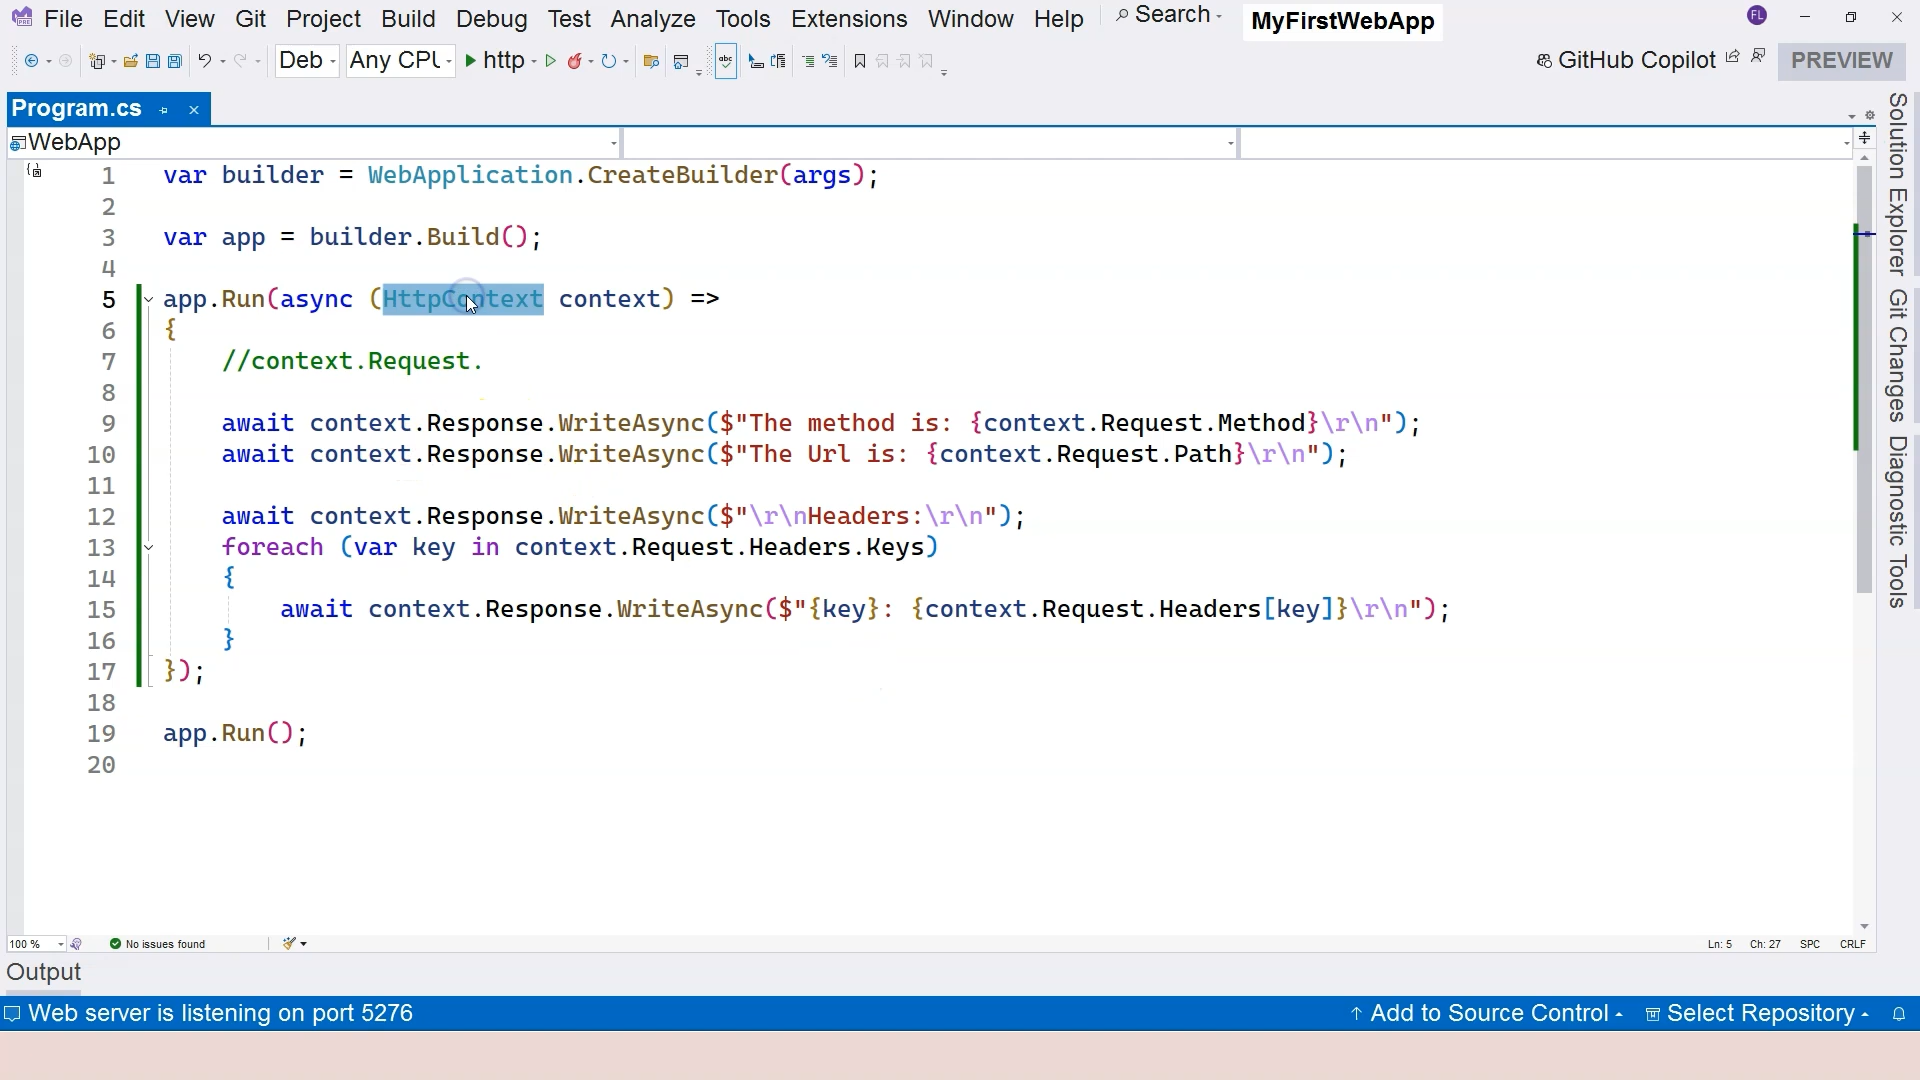 File Edit View Git Project Build Debug Test Analyze Tools Extensions Window Help Search MyFirstWebApp FL
Deb Any CPU http GitHub Copilot PREVIEW
Program.cs
WebApp
1 var builder = WebApplication.CreateBuilder(args);
2
3 var app = builder.Build();
4
5 app.Run(async (HttpContext context) =>
6 {
7 //context.Request.
8
9 await context.Response.WriteAsync($"The method is: {context.Request.Method}\r\n");
10 await context.Response.WriteAsync($"The Url is: {context.Request.Path}\r\n");
11
12 await context.Response.WriteAsync($"\r\nHeaders:\r\n");
13 foreach (var key in context.Request.Headers.Keys)
14 {
15 await context.Response.WriteAsync($"{key}: {context.Request.Headers[key]}\r\n");
16 }
17 });
18
19 app.Run();
20
Solution Explorer
Git Changes
Diagnostic Tools
100 % No issues found Ln: 5 Ch: 27 SPC CRLF
Output
Web server is listening on port 5276 Add to Source Control Select Repository